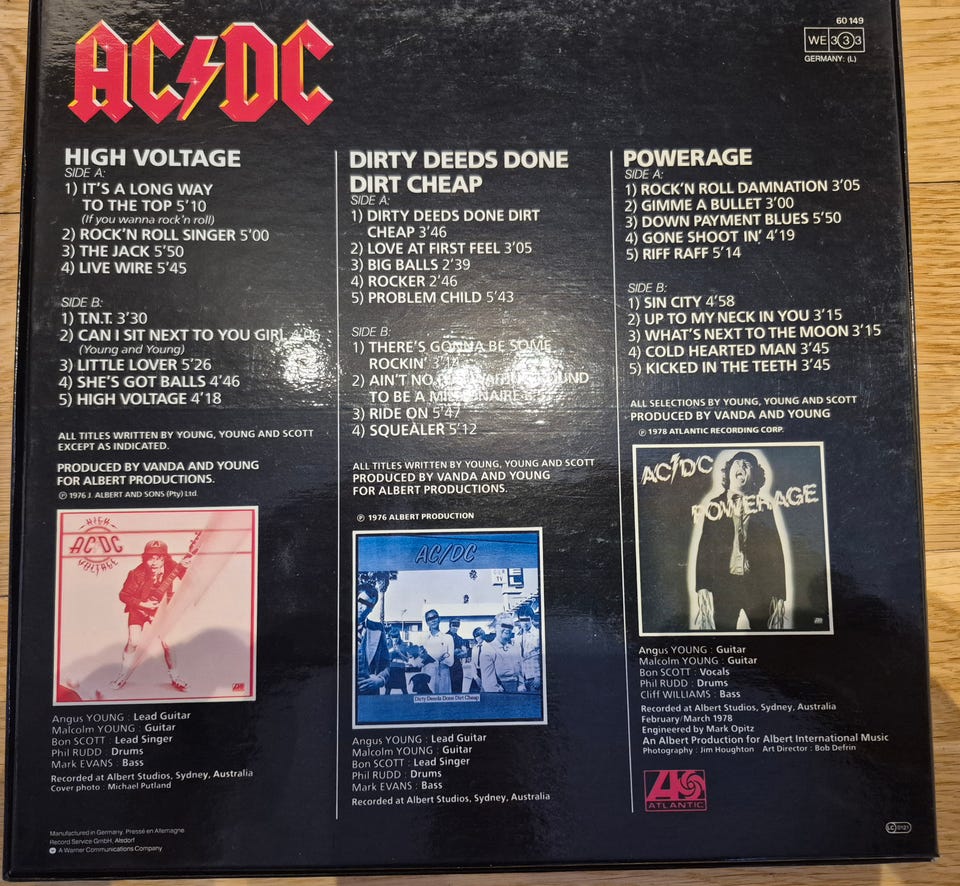 AC/DC
60 149
WE 3 3 3
GERMANY: (L)
HIGH VOLTAGE
SIDE A:
1) IT'S A LONG WAY
TO THE TOP 5'10
(If you wanna rock'n roll)
2) ROCK'N ROLL SINGER 5'00
3) THE JACK 5'50
4) LIVE WIRE 5'45
SIDE B:
1) T.N.T. 3'30
2) CAN I SIT NEXT TO YOU GIRL
(Young and Young)
3) LITTLE LOVER 5'26
4) SHE'S GOT BALLS 4'46
5) HIGH VOLTAGE 4'18
ALL TITLES WRITTEN BY YOUNG, YOUNG AND SCOTT
EXCEPT AS INDICATED.
PRODUCED BY VANDA AND YOUNG
FOR ALBERT PRODUCTIONS.
℗ 1976 J. ALBERT AND SONS (Pty) Ltd.
HIGH
AC/DC
VOLTAGE
Angus YOUNG : Lead Guitar
Malcolm YOUNG : Guitar
Bon SCOTT : Lead Singer
Phil RUDD : Drums
Mark EVANS : Bass
Recorded at Albert Studios, Sydney, Australia
Cover photo : Michael Putland
Manufactured in Germany. Pressé en Allemagne
Record Service GmbH, Alsdorf
A Warner Communications Company
DIRTY DEEDS DONE
DIRT CHEAP
SIDE A:
1) DIRTY DEEDS DONE DIRT
CHEAP 3'46
2) LOVE AT FIRST FEEL 3'05
3) BIG BALLS 2'39
4) ROCKER 2'46
5) PROBLEM CHILD 5'43
SIDE B:
1) THERE'S GONNA BE SOME
ROCKIN' 3'14
2) AIN'T NO
TO BE A MILLIONAIRE
3) RIDE ON 5'47
4) SQUEALER 5'12
ALL TITLES WRITTEN BY YOUNG, YOUNG AND SCOTT
PRODUCED BY VANDA AND YOUNG
FOR ALBERT PRODUCTIONS.
℗ 1976 ALBERT PRODUCTION
AC/DC
Dirty Deeds Done Dirt Cheap
Angus YOUNG : Lead Guitar
Malcolm YOUNG : Guitar
Bon SCOTT : Lead Singer
Phil RUDD : Drums
Mark EVANS : Bass
Recorded at Albert Studios, Sydney, Australia
POWERAGE
SIDE A:
1) ROCK'N ROLL DAMNATION 3'05
2) GIMME A BULLET 3'00
3) DOWN PAYMENT BLUES 5'50
4) GONE SHOOT IN' 4'19
5) RIFF RAFF 5'14
SIDE B:
1) SIN CITY 4'58
2) UP TO MY NECK IN YOU 3'15
3) WHAT'S NEXT TO THE MOON 3'15
4) COLD HEARTED MAN 3'45
5) KICKED IN THE TEETH 3'45
ALL SELECTIONS BY YOUNG, YOUNG AND SCOTT
PRODUCED BY VANDA AND YOUNG
℗ 1978 ATLANTIC RECORDING CORP.
AC/DC
POWERAGE
Angus YOUNG : Guitar
Malcolm YOUNG : Guitar
Bon SCOTT : Vocals
Phil RUDD : Drums
Cliff WILLIAMS : Bass
Recorded at Albert Studios, Sydney, Australia
February/March 1978
Engineered by Mark Opitz
An Albert Production for Albert International Music
Photography : Jim Houghton Art Director : Bob Defrin
ATLANTIC
LC 0121